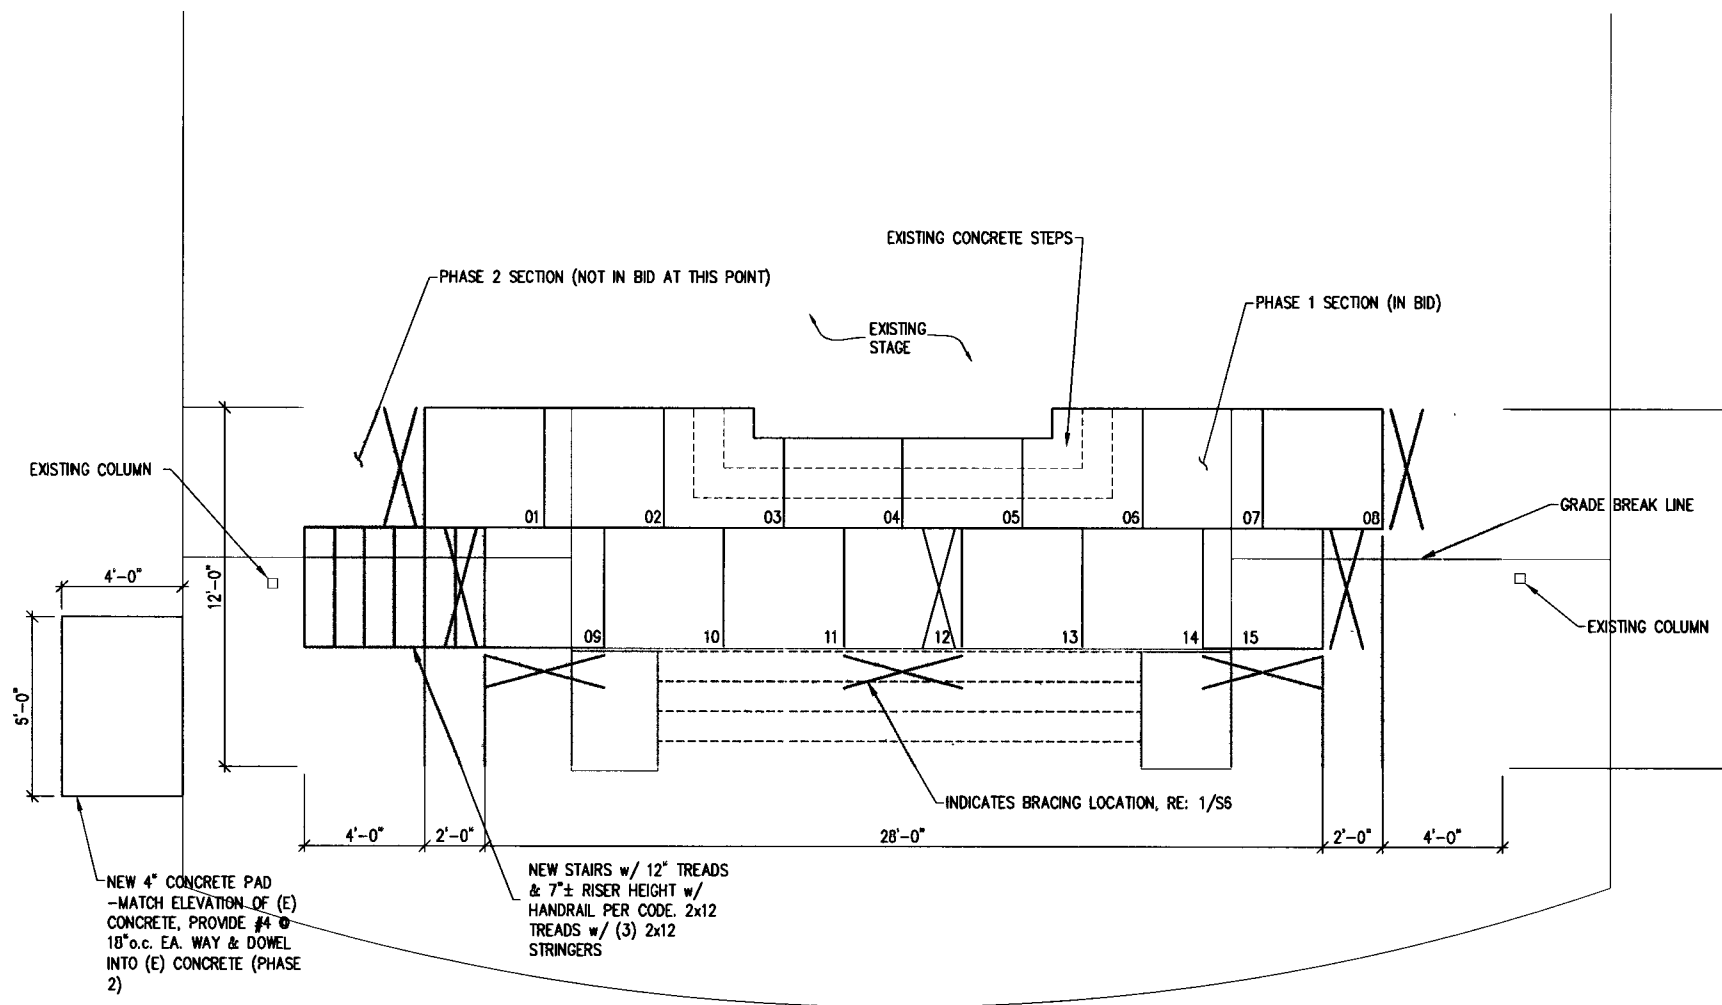 EXISTING CONCRETE STEPS
PHASE 2 SECTION (NOT IN BID AT THIS POINT)
PHASE 1 SECTION (IN BID)
EXISTING
STAGE
EXISTING COLUMN
GRADE BREAK LINE
01
02
03
04
05
06
07
08
4'-0"
12'-0"
6'-0"
09
10
11
12
13
14
15
EXISTING COLUMN
INDICATES BRACING LOCATION, RE: 1/S6
4'-0"
2'-0"
28'-0"
2'-0"
4'-0"
NEW 4" CONCRETE PAD
-MATCH ELEVATION OF (E)
CONCRETE, PROVIDE #4 @
18"o.c. EA. WAY & DOWEL
INTO (E) CONCRETE (PHASE
2)
NEW STAIRS w/ 12" TREADS
& 7"± RISER HEIGHT w/
HANDRAIL PER CODE. 2x12
TREADS w/ (3) 2x12
STRINGERS